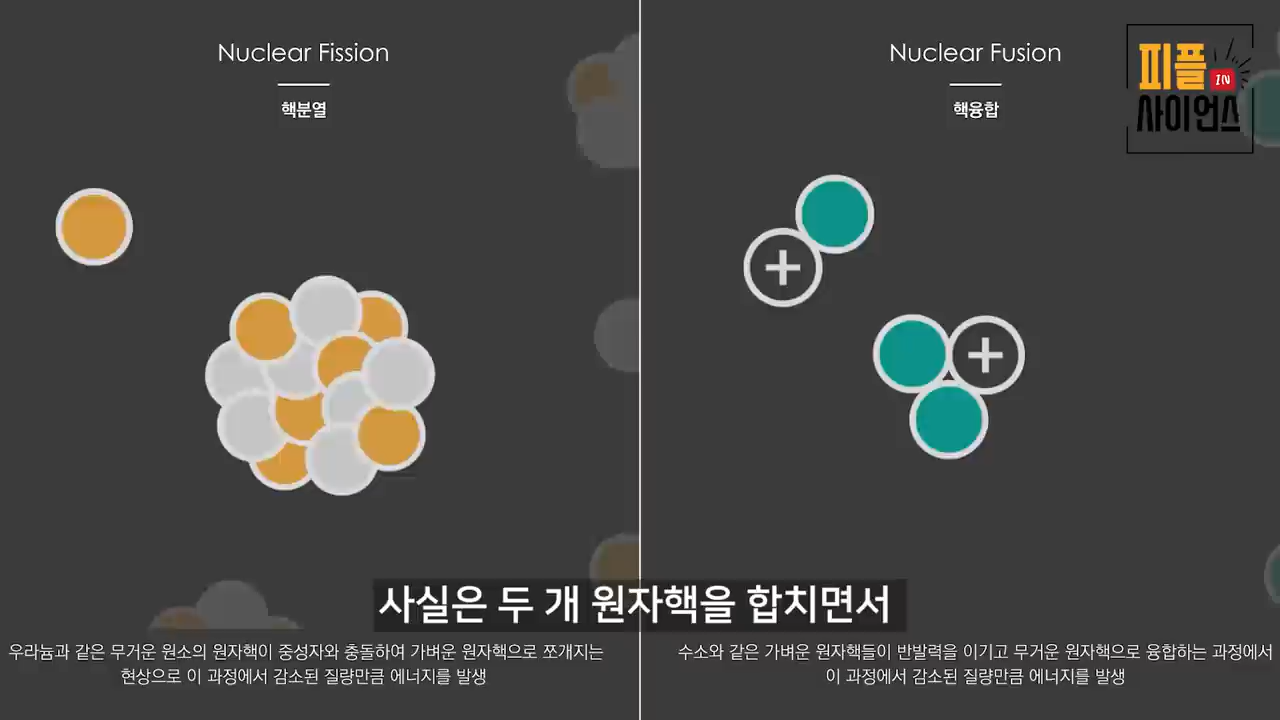 Nuclear Fission
핵분열
Nuclear Fusion
핵융합
피플 IN
사이언스
사실은 두 개 원자핵을 합치면서
우라늄과 같은 무거운 원소의 원자핵이 중성자와 충돌하여 가벼운 원자핵으로 쪼개지는
현상으로 이 과정에서 감소된 질량만큼 에너지를 발생
수소와 같은 가벼운 원자핵들이 반발력을 이기고 무거운 원자핵으로 융합하는 과정에서
이 과정에서 감소된 질량만큼 에너지를 발생